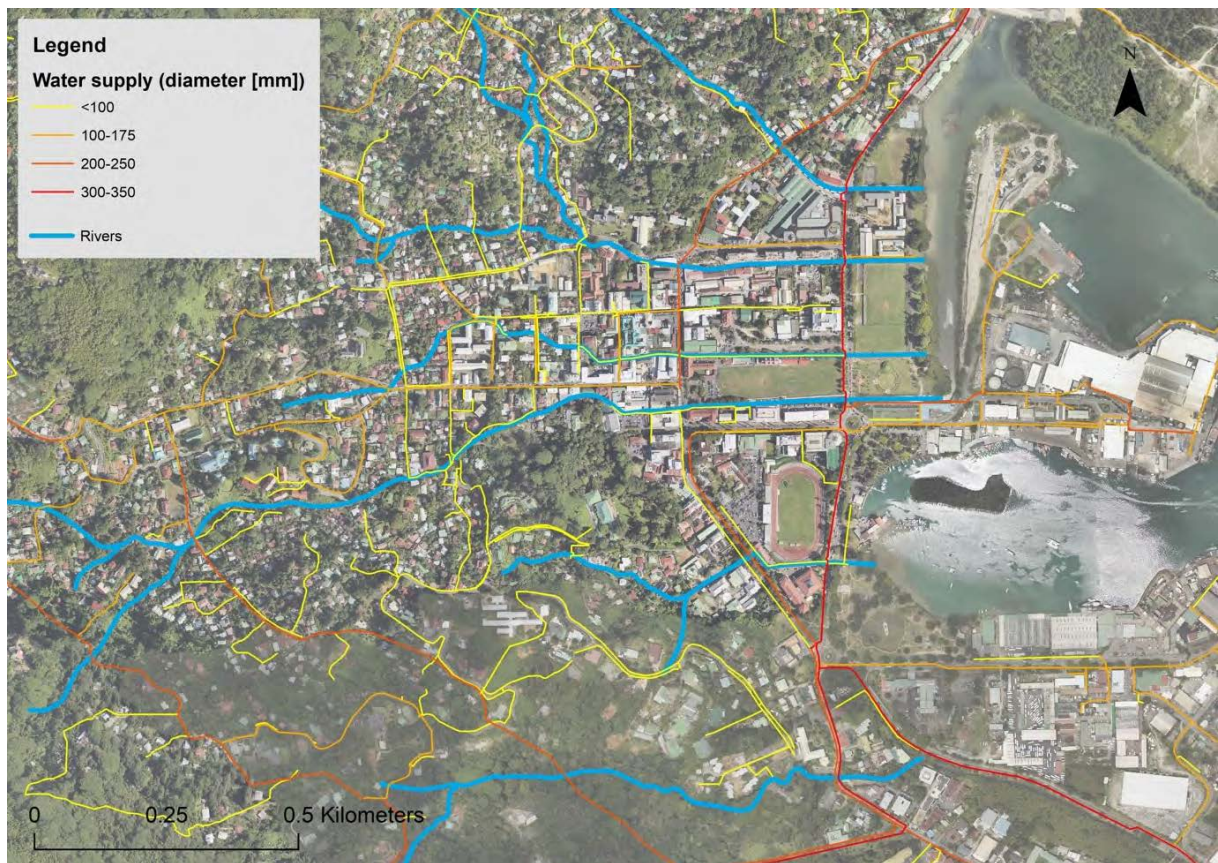 Legend
Water supply (diameter [mm])
<100
100-175
200-250
300-350
Rivers
N
0 0.25 0.5 Kilometers